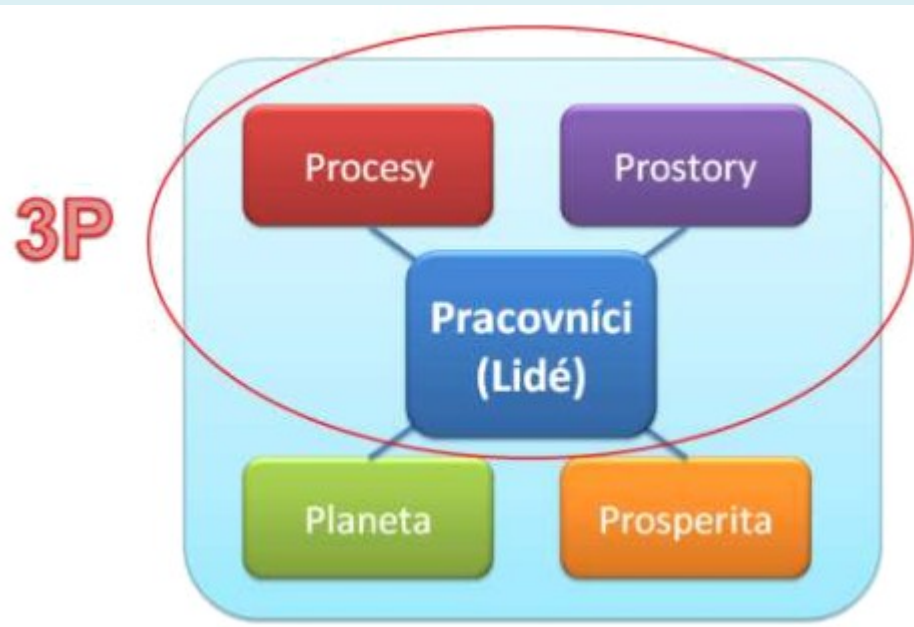 Procesy
Prostory
3P
Pracovníci
(Lidé)
Planeta
Prosperita